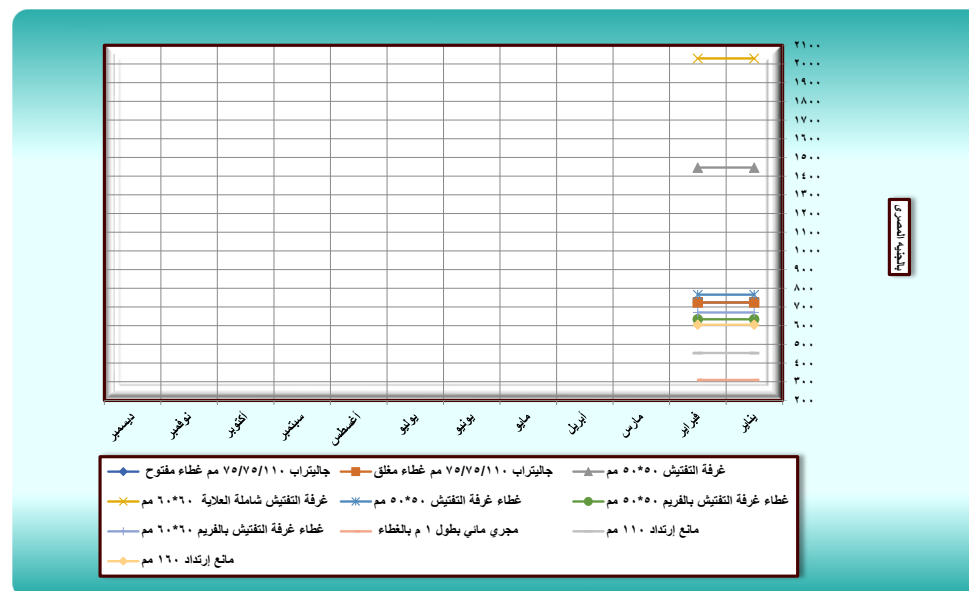 ٢١٠٠
٢٠٠٠
١٩٠٠
١٨٠٠
١٧٠٠
١٦٠٠
١٥٠٠
١٤٠٠
١٣٠٠
١٢٠٠
١١٠٠
١٠٠٠
٩٠٠
٨٠٠
٧٠٠
٦٠٠
٥٠٠
٤٠٠
٣٠٠
٢٠٠
بالجنيه المصرى
يناير
فبراير
مارس
أبريل
مايو
يونيو
يوليو
أغسطس
سبتمبر
أكتوبر
نوفمبر
ديسمبر
جاليتراب ٧٥/٧٥/١١٠ مم غطاء مفتوح
جاليتراب ٧٥/٧٥/١١٠ مم غطاء مغلق
غرفة التفتيش ٥٠*٥٠ مم
غرفة التفتيش شاملة العلاية ٦٠*٦٠ مم
غطاء غرفة التفتيش ٥٠*٥٠ مم
غطاء غرفة التفتيش بالفريم ٥٠*٥٠ مم
غطاء غرفة التفتيش بالفريم ٦٠*٦٠ مم
مجري مائي بطول ١ م بالغطاء
مانع إرتداد ١١٠ مم
مانع إرتداد ١٦٠ مم